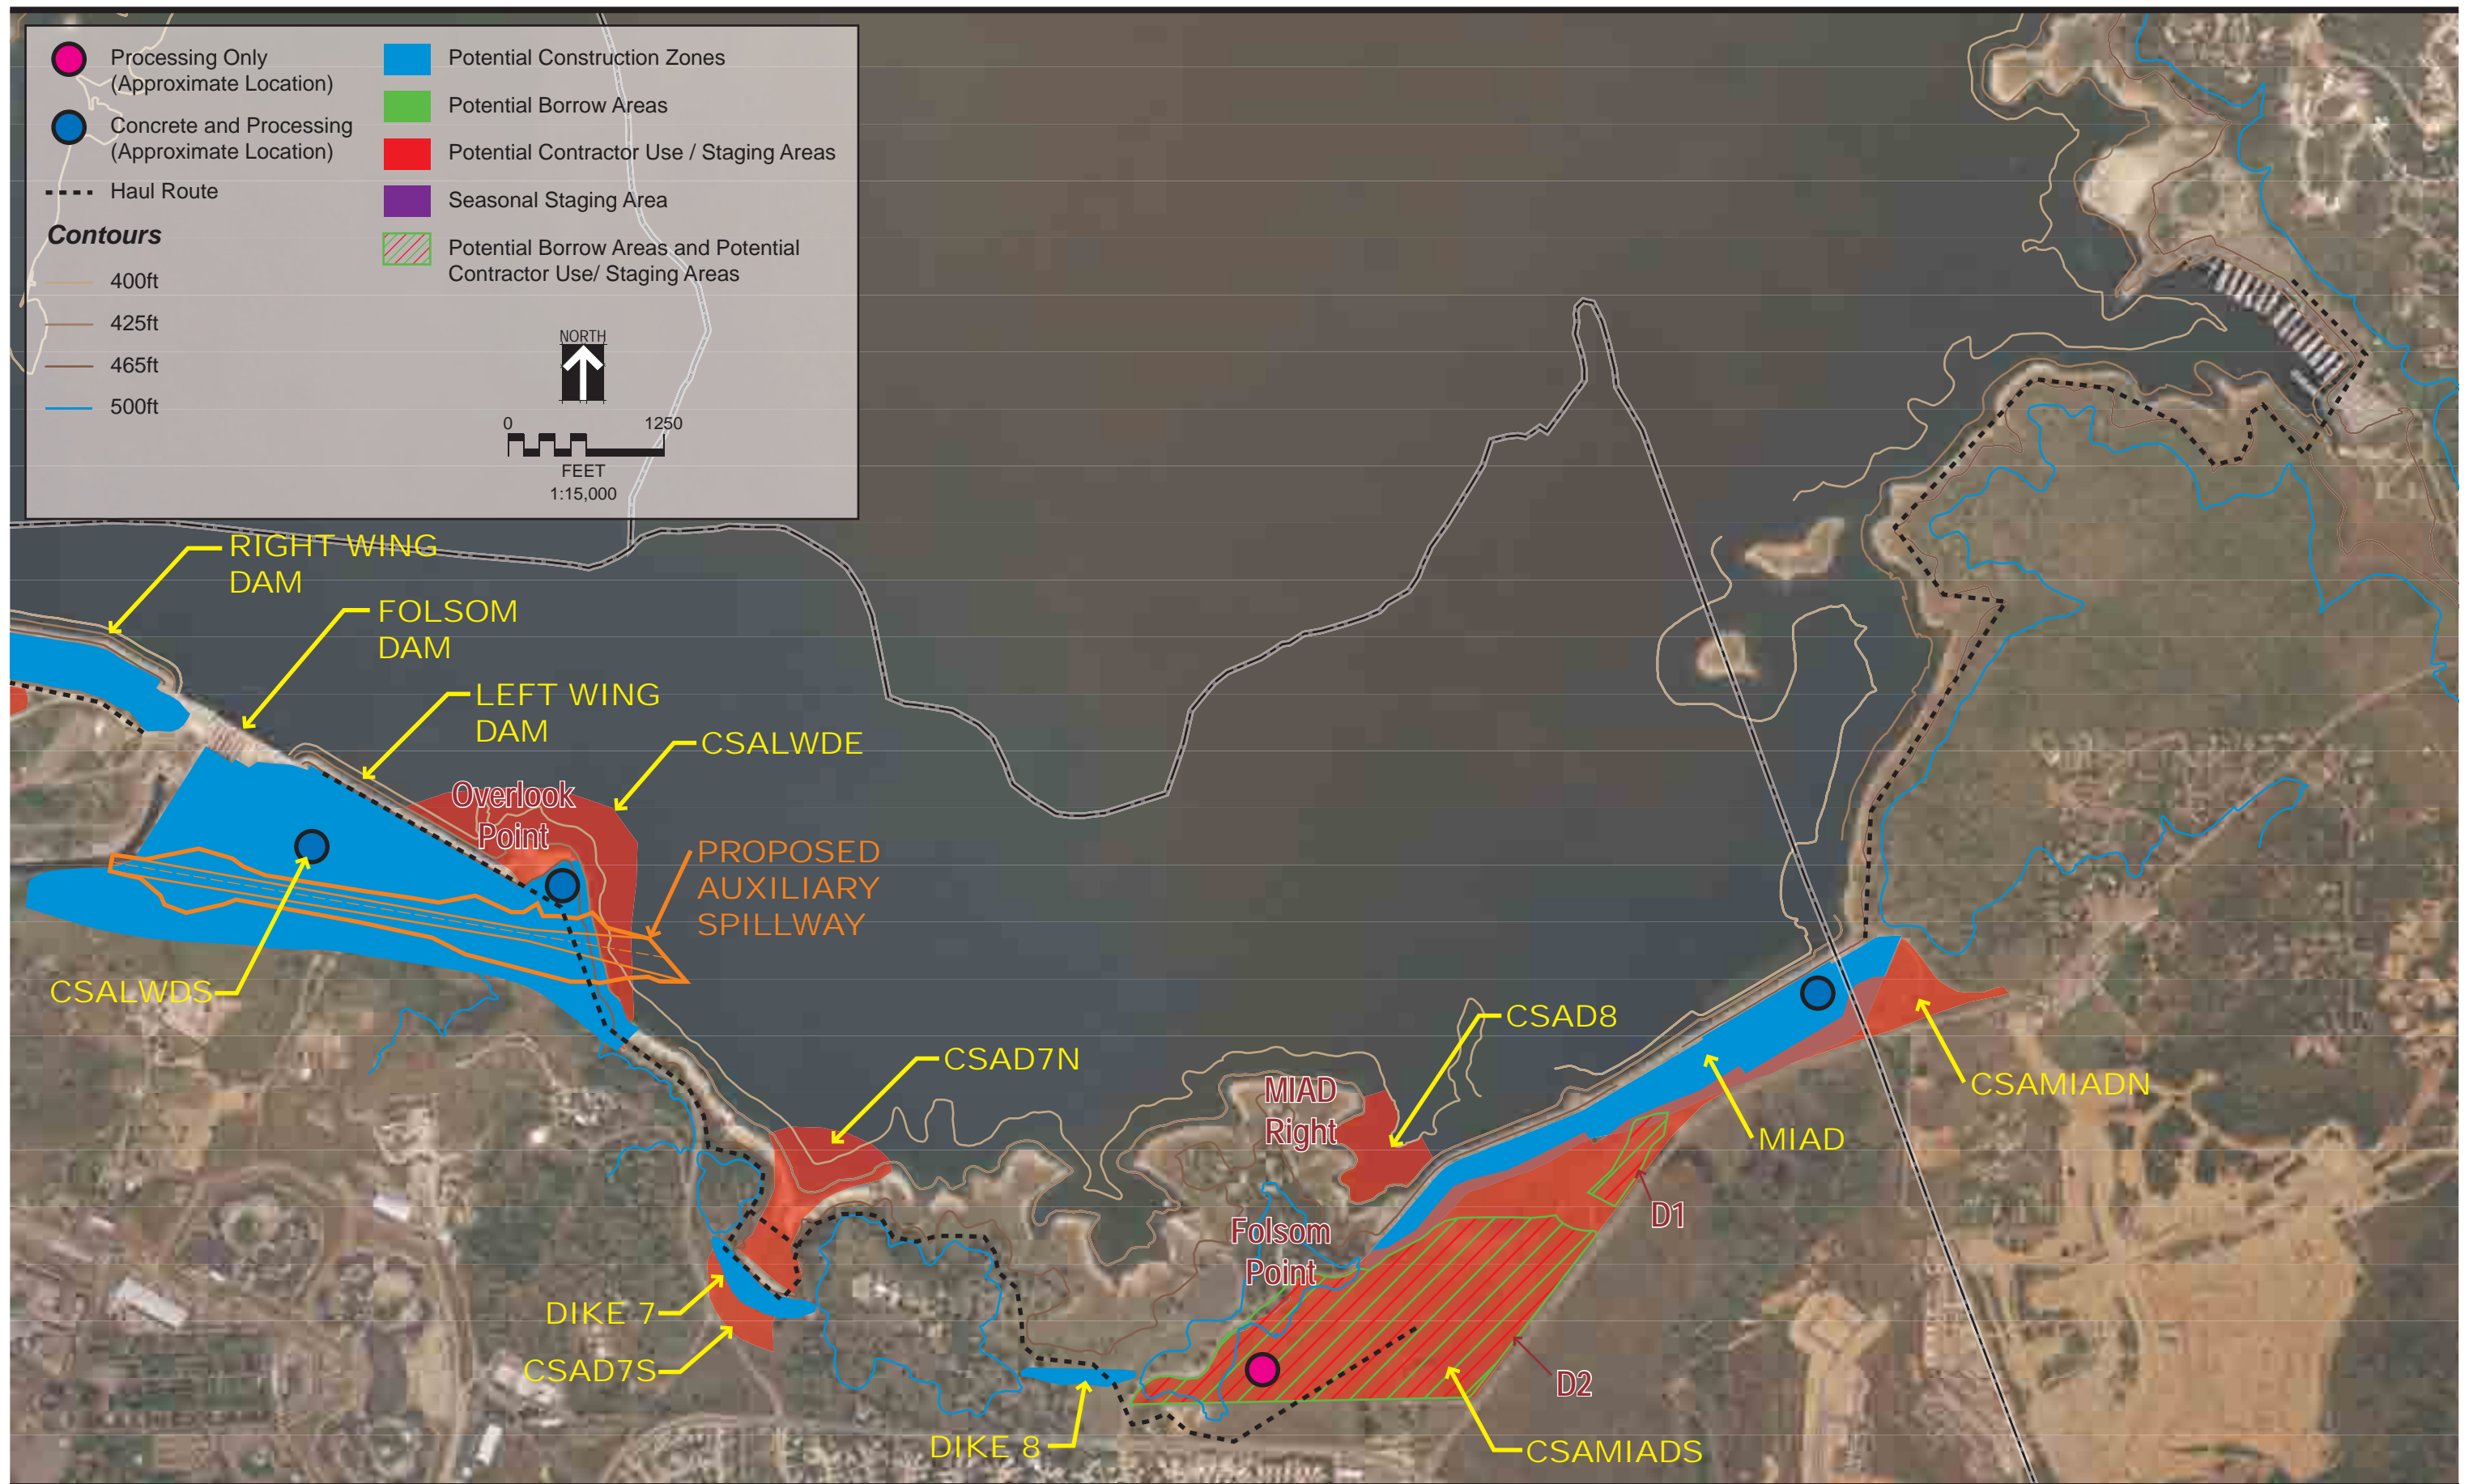 Processing Only
(Approximate Location)
Concrete and Processing
(Approximate Location)
Haul Route
Contours
400ft
425ft
465ft
500ft
Potential Construction Zones
Potential Borrow Areas
Potential Contractor Use / Staging Areas
Seasonal Staging Area
Potential Borrow Areas and Potential
Contractor Use/ Staging Areas
NORTH
0 1250
FEET
1:15,000
RIGHT WING
DAM
FOLSOM
DAM
LEFT WING
DAM
CSALWDE
Overlook
Point
PROPOSED
AUXILIARY
SPILLWAY
CSALWDS
CSAD7N
CSAD8
MIAD
Right
CSAMIADN
MIAD
D1
Folsom
Point
DIKE 7
CSAD7S
D2
DIKE 8
CSAMIADS